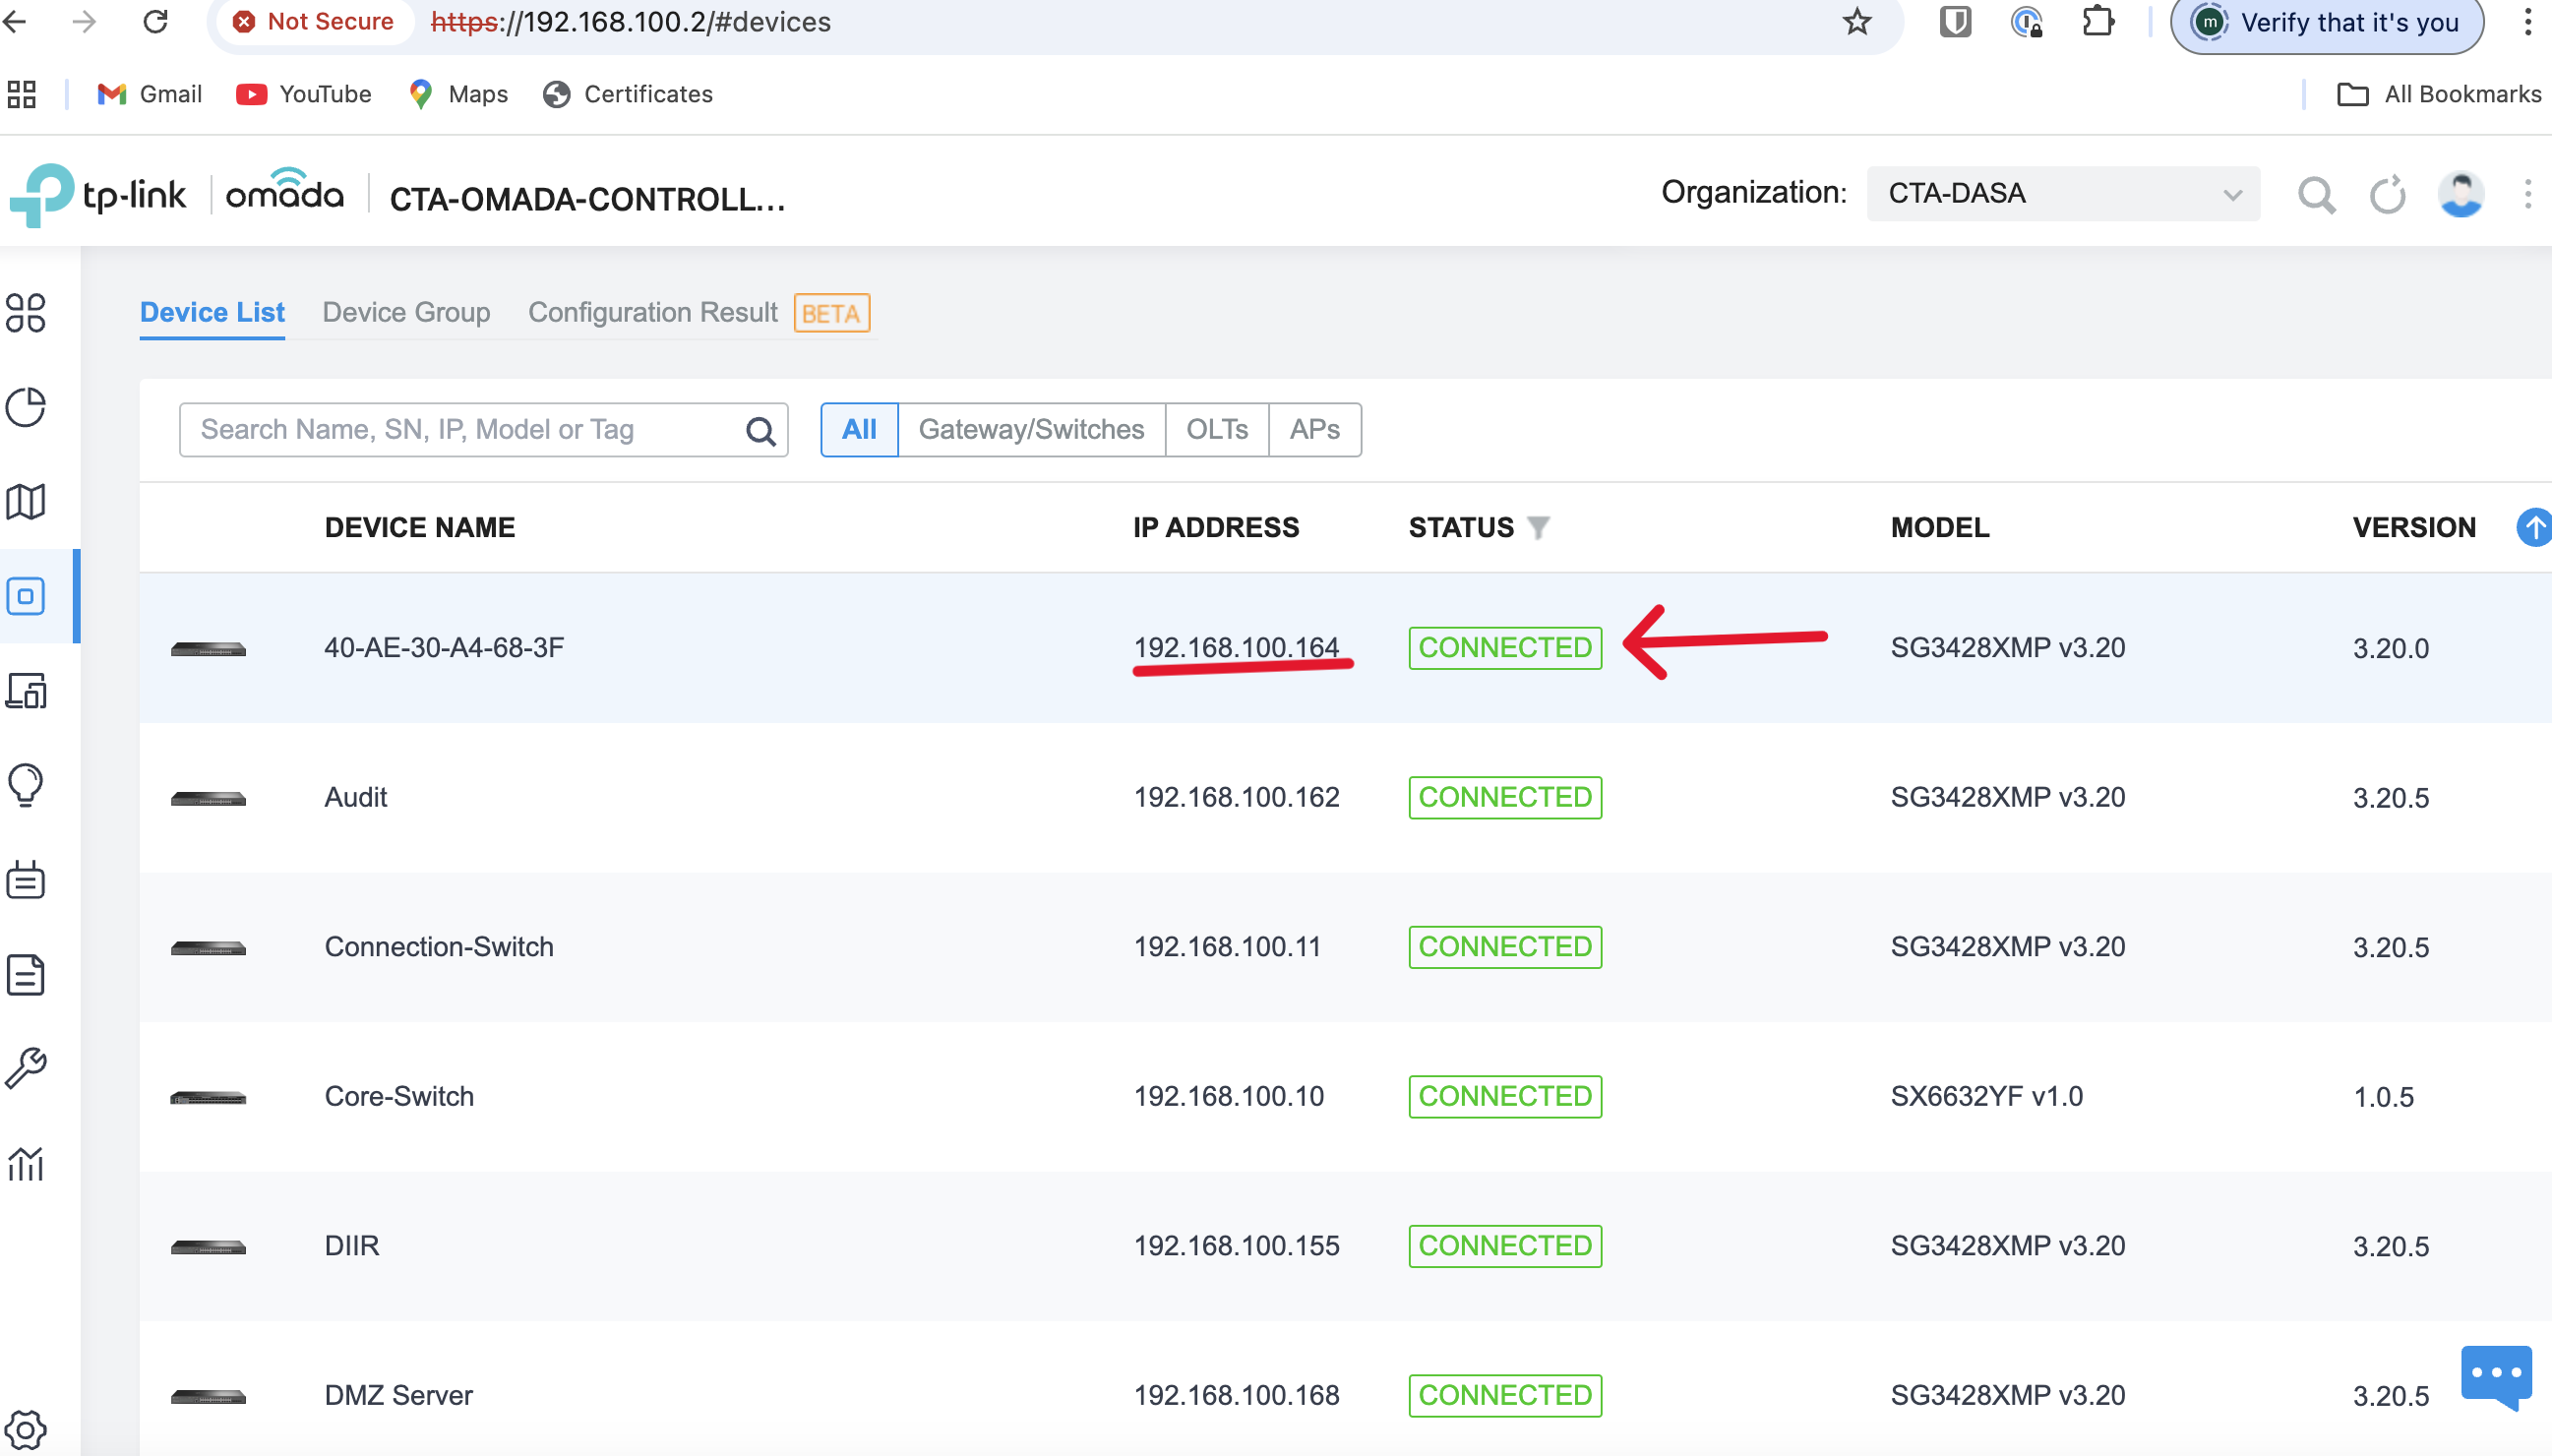 Not Secure https://192.168.100.2/#devices m Verify that it's you
Gmail YouTube Maps Certificates All Bookmarks
tp-link omada CTA-OMADA-CONTROLL... Organization: CTA-DASA
Device List Device Group Configuration Result BETA
Search Name, SN, IP, Model or Tag All Gateway/Switches OLTs APs
DEVICE NAME IP ADDRESS STATUS MODEL VERSION
40-AE-30-A4-68-3F 192.168.100.164 CONNECTED SG3428XMP v3.20 3.20.0
Audit 192.168.100.162 CONNECTED SG3428XMP v3.20 3.20.5
Connection-Switch 192.168.100.11 CONNECTED SG3428XMP v3.20 3.20.5
Core-Switch 192.168.100.10 CONNECTED SX6632YF v1.0 1.0.5
DIIR 192.168.100.155 CONNECTED SG3428XMP v3.20 3.20.5
DMZ Server 192.168.100.168 CONNECTED SG3428XMP v3.20 3.20.5